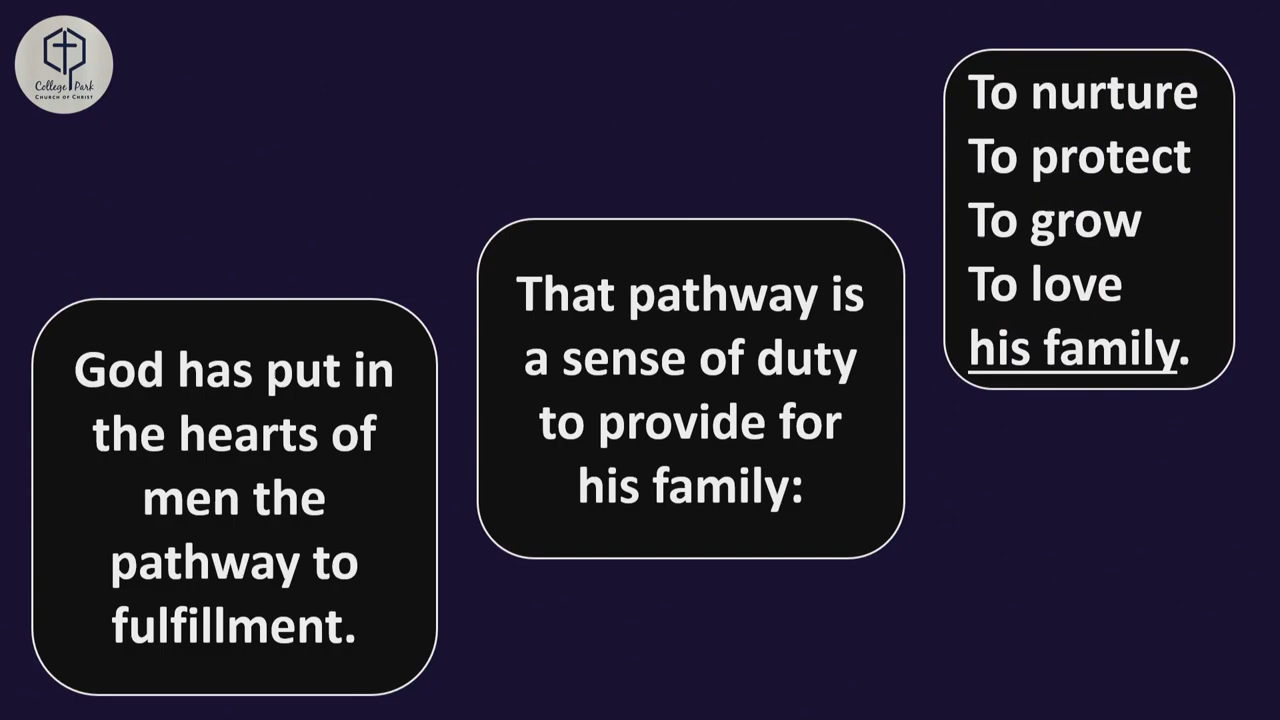 College Park
CHURCH OF CHRIST
God has put in
the hearts of
men the
pathway to
fulfillment.
That pathway is
a sense of duty
to provide for
his family:
To nurture
To protect
To grow
To love
his family.